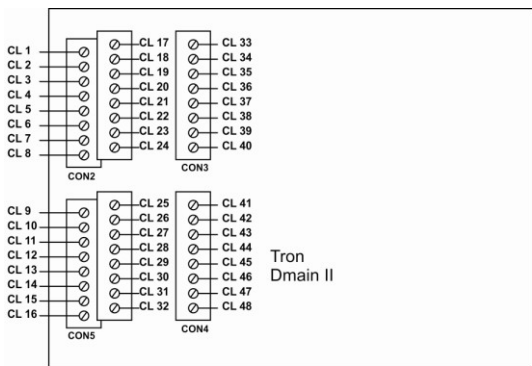 CL 1
CL 2
CL 3
CL 4
CL 5
CL 6
CL 7
CL 8
CL 17
CL 18
CL 19
CL 20
CL 21
CL 22
CL 23
CL 24
CL 33
CL 34
CL 35
CL 36
CL 37
CL 38
CL 39
CL 40
CON2
CON3
CL 9
CL 10
CL 11
CL 12
CL 13
CL 14
CL 15
CL 16
CL 25
CL 26
CL 27
CL 28
CL 29
CL 30
CL 31
CL 32
CL 41
CL 42
CL 43
CL 44
CL 45
CL 46
CL 47
CL 48
CON5
CON4
Tron
Dmain II